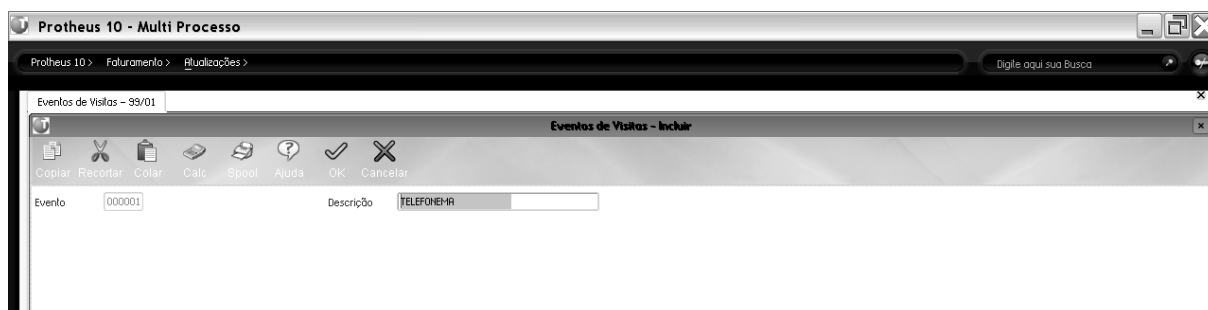 Protheus 10 - Multi Processo
Protheus 10 > Faturamento > Atualizações >
Digite aqui sua Busca
Eventos de Visitas - 99/01
Eventos de Visitas - Incluir
Copiar Recortar Colar Calc Spool Ajuda OK Cancelar
Evento 000001 Descrição TELEFONEMA